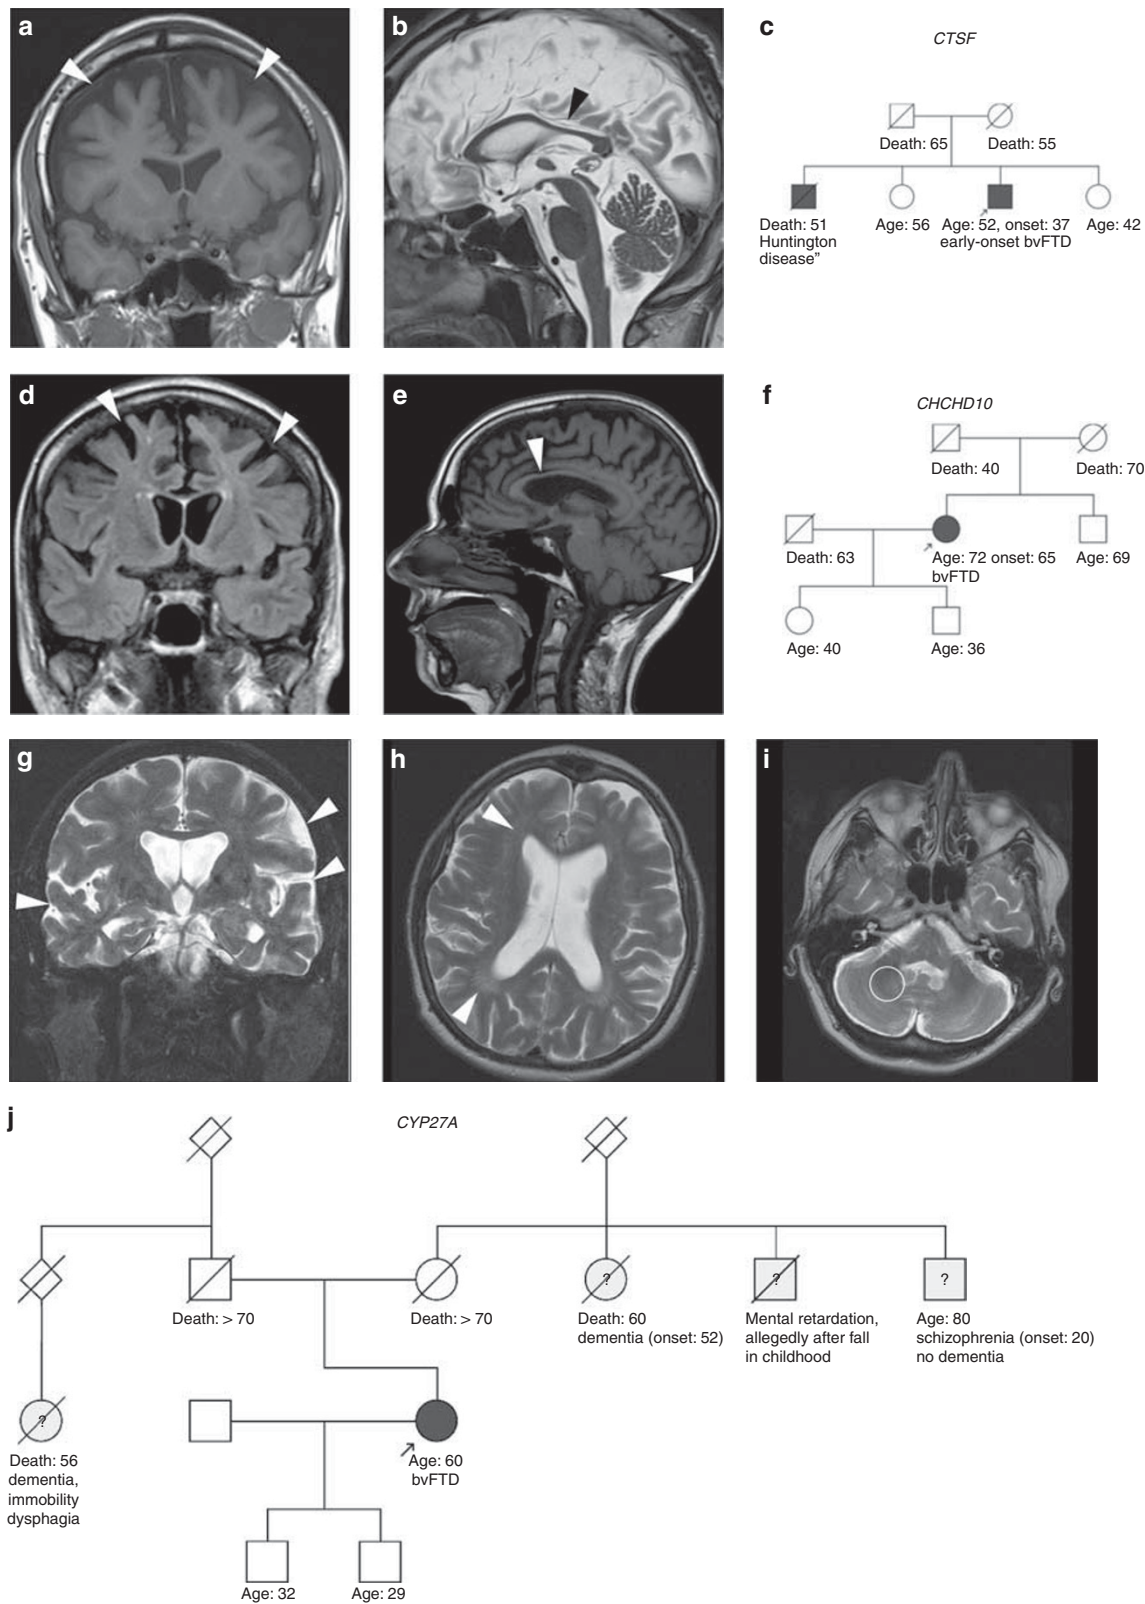 a
b
c
CTSF
Death: 65
Death: 55
Death: 51
Huntington
disease”
Age: 56
Age: 52, onset: 37
early-onset bvFTD
Age: 42
d
e
f
CHCHD10
Death: 40
Death: 70
Death: 63
Age: 72 onset: 65
bvFTD
Age: 69
Age: 40
Age: 36
g
h
i
j
CYP27A
Death: > 70
Death: > 70
?
Death: 60
dementia (onset: 52)
?
Mental retardation,
allegedly after fall
in childhood
?
Age: 80
schizophrenia (onset: 20)
no dementia
?
Death: 56
dementia,
immobility
dysphagia
Age: 60
bvFTD
Age: 32
Age: 29